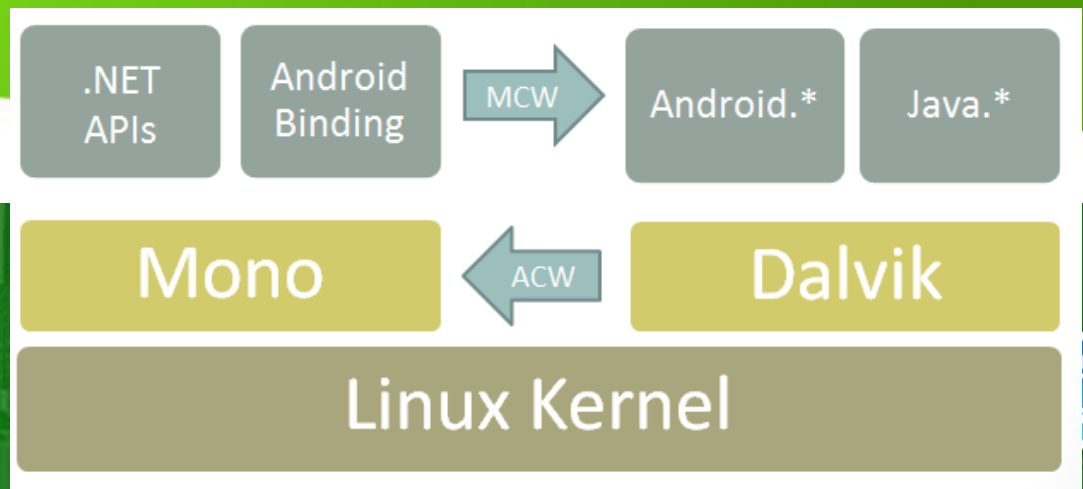 .NET
APIs
Android
Binding
MCW
Android.*
Java.*
Mono
ACW
Dalvik
Linux Kernel